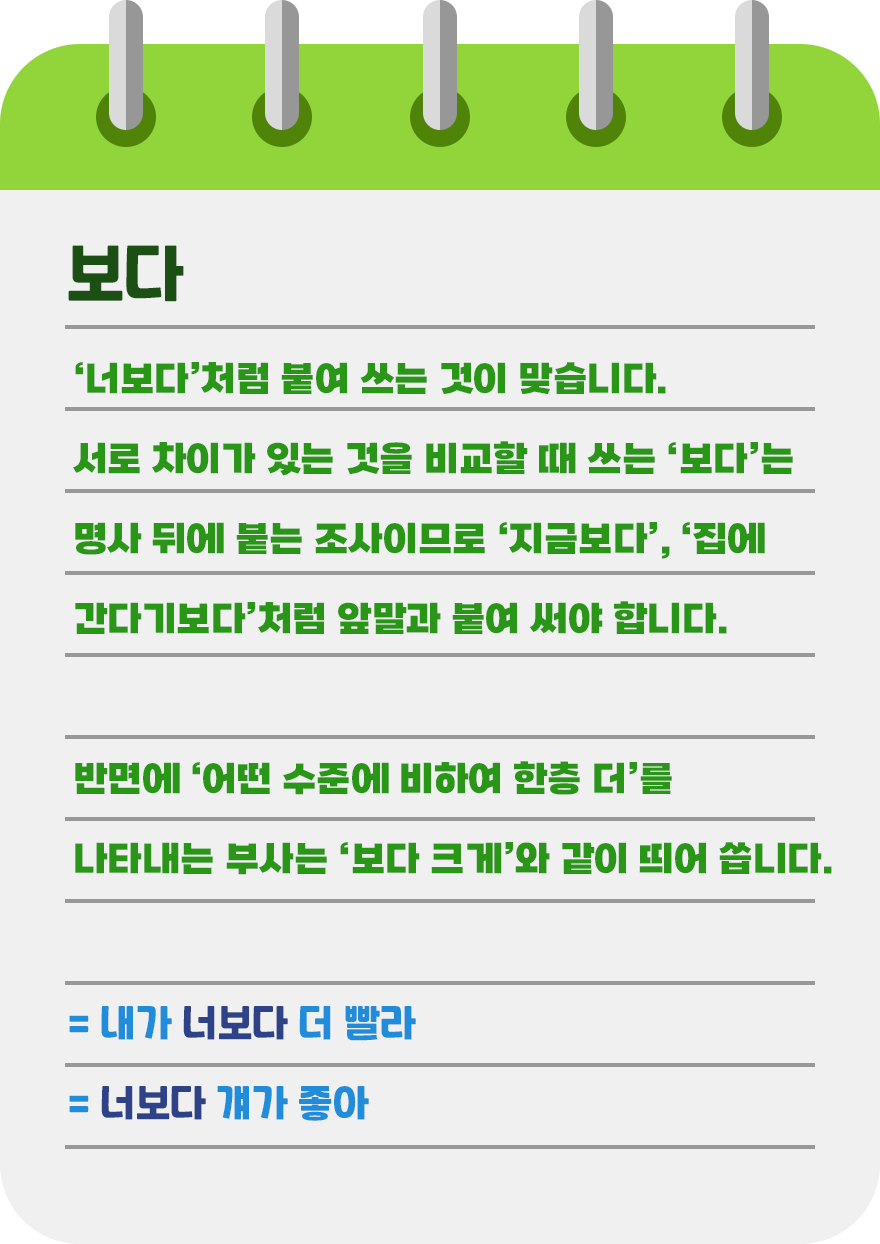 보다
‘너보다’처럼 붙여 쓰는 것이 맞습니다.
서로 차이가 있는 것을 비교할 때 쓰는 ‘보다’는
명사 뒤에 붙는 조사이므로 ‘지금보다’, ‘집에
간다기보다’처럼 앞말과 붙여 써야 합니다.
반면에 ‘어떤 수준에 비하여 한층 더’를
나타내는 부사는 ‘보다 크게’와 같이 띄어 씁니다.
= 내가 너보다 더 빨라
= 너보다 걔가 좋아